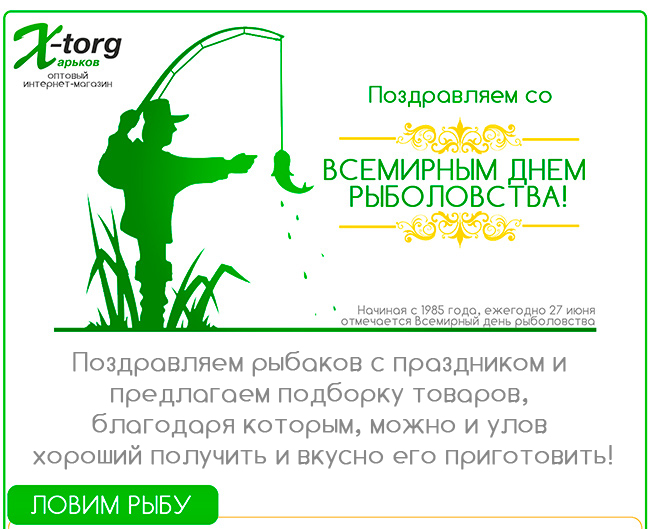 X-torg
Харьков
оптовый
интернет-магазин
Поздравляем со
ВСЕМИРНЫМ ДНЕМ
РЫБОЛОВСТВА!
Начиная с 1985 года, ежегодно 27 июня
отмечается Всемирный день рыболовства
Поздравляем рыбаков с праздником и
предлагаем подборку товаров,
благодаря которым, можно и улов
хороший получить и вкусно его приготовить!
ЛОВИМ РЫБУ